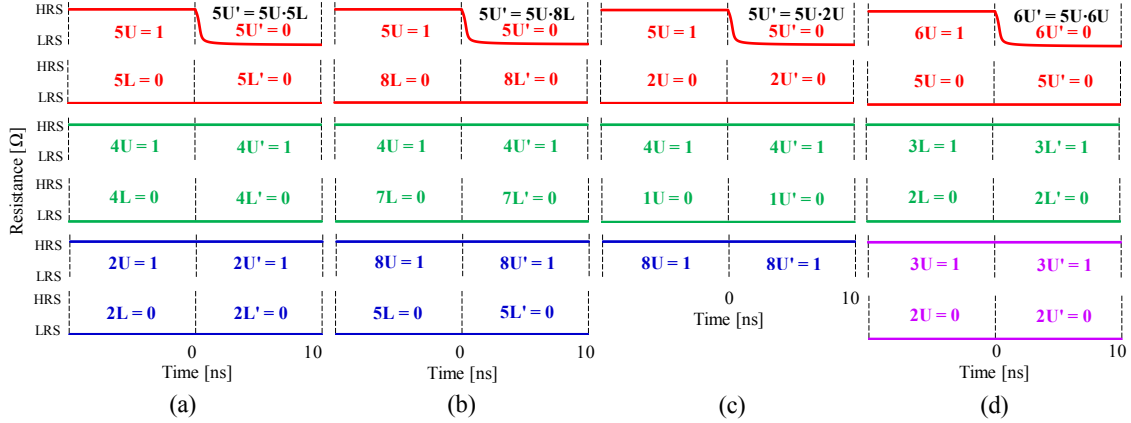 HRS
5U' = 5U·5L
5U' = 5U·8L
5U' = 5U·2U
6U' = 5U·6U
LRS
5U = 1
5U' = 0
5U = 1
5U' = 0
5U = 1
5U' = 0
6U = 1
6U' = 0
HRS
LRS
5L = 0
5L' = 0
8L = 0
8L' = 0
2U = 0
2U' = 0
5U = 0
5U' = 0
HRS
LRS
4U = 1
4U' = 1
4U = 1
4U' = 1
4U = 1
4U' = 1
3L = 1
3L' = 1
HRS
LRS
4L = 0
4L' = 0
7L = 0
7L' = 0
1U = 0
1U' = 0
2L = 0
2L' = 0
HRS
LRS
2U = 1
2U' = 1
8U = 1
8U' = 1
8U = 1
8U' = 1
3U = 1
3U' = 1
HRS
LRS
2L = 0
2L' = 0
5L = 0
5L' = 0
2U = 0
2U' = 0
Resistance [Ω]
0
10
Time [ns]
0
10
Time [ns]
0
10
Time [ns]
0
10
Time [ns]
(a)
(b)
(c)
(d)